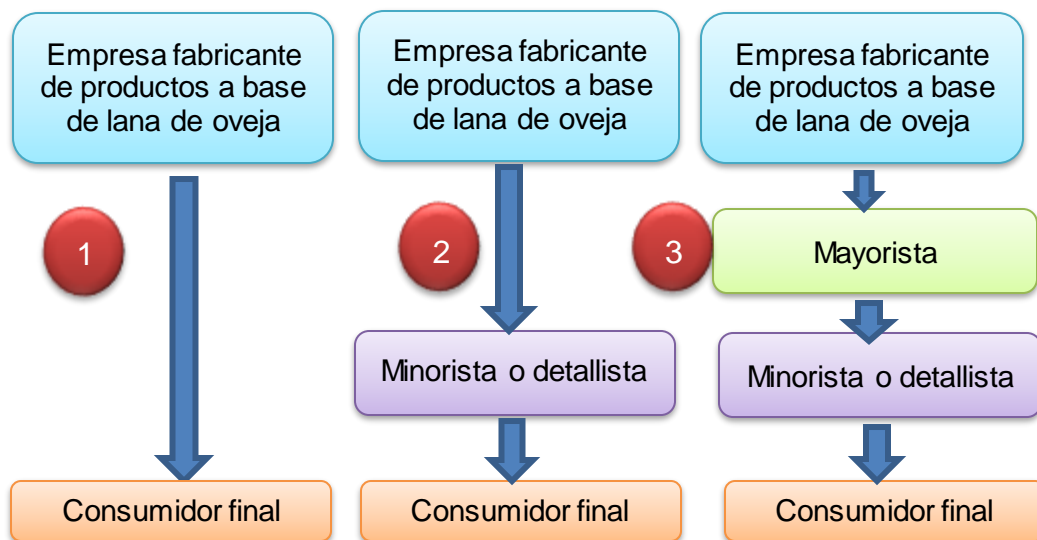 Empresa fabricante
de productos a base
de lana de oveja
1
Consumidor final
Empresa fabricante
de productos a base
de lana de oveja
2
Minorista o detallista
Consumidor final
Empresa fabricante
de productos a base
de lana de oveja
3
Mayorista
Minorista o detallista
Consumidor final